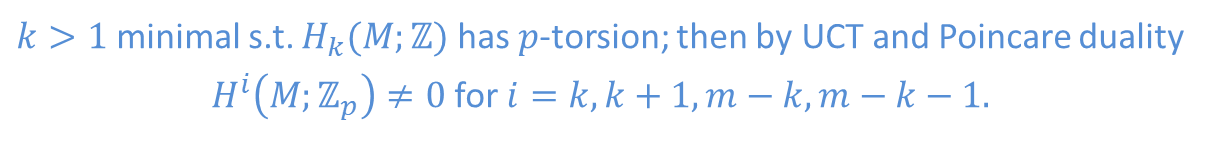 k > 1 minimal s.t. H_k(M; ℤ) has p-torsion; then by UCT and Poincare duality
H^i(M; ℤ_p) ≠ 0 for i = k, k + 1, m − k, m − k − 1.